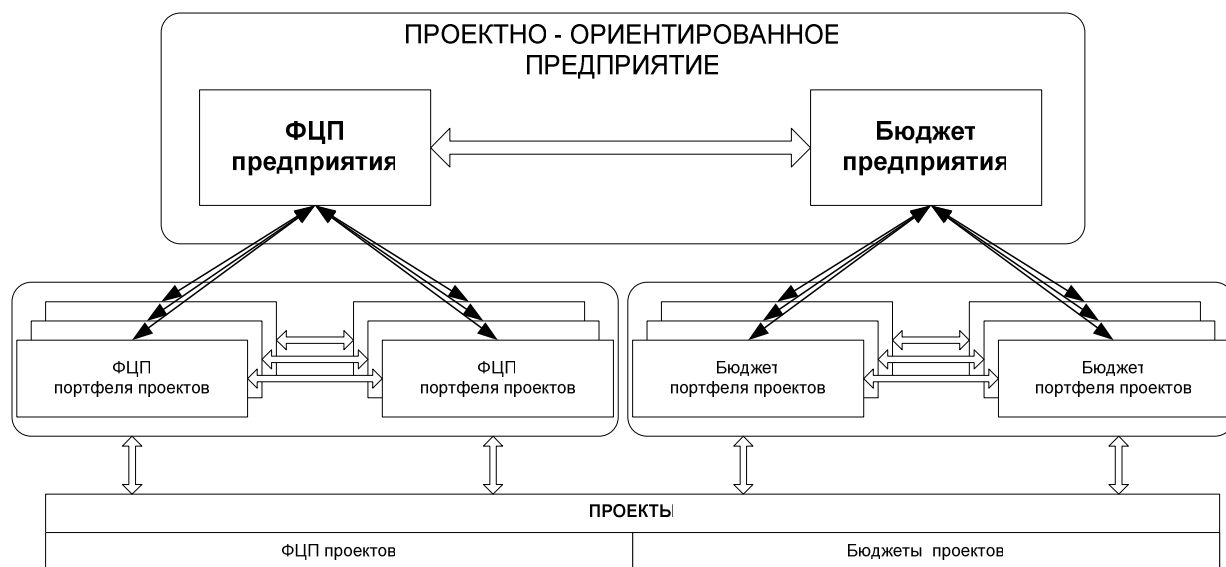 ПРОЕКТНО - ОРИЕНТИРОВАННОЕ
ПРЕДПРИЯТИЕ
ФЦП
предприятия
Бюджет
предприятия
ФЦП
портфеля проектов
ФЦП
портфеля проектов
Бюджет
портфеля проектов
Бюджет
портфеля проектов
ПРОЕКТЫ
ФЦП проектов
Бюджеты проектов